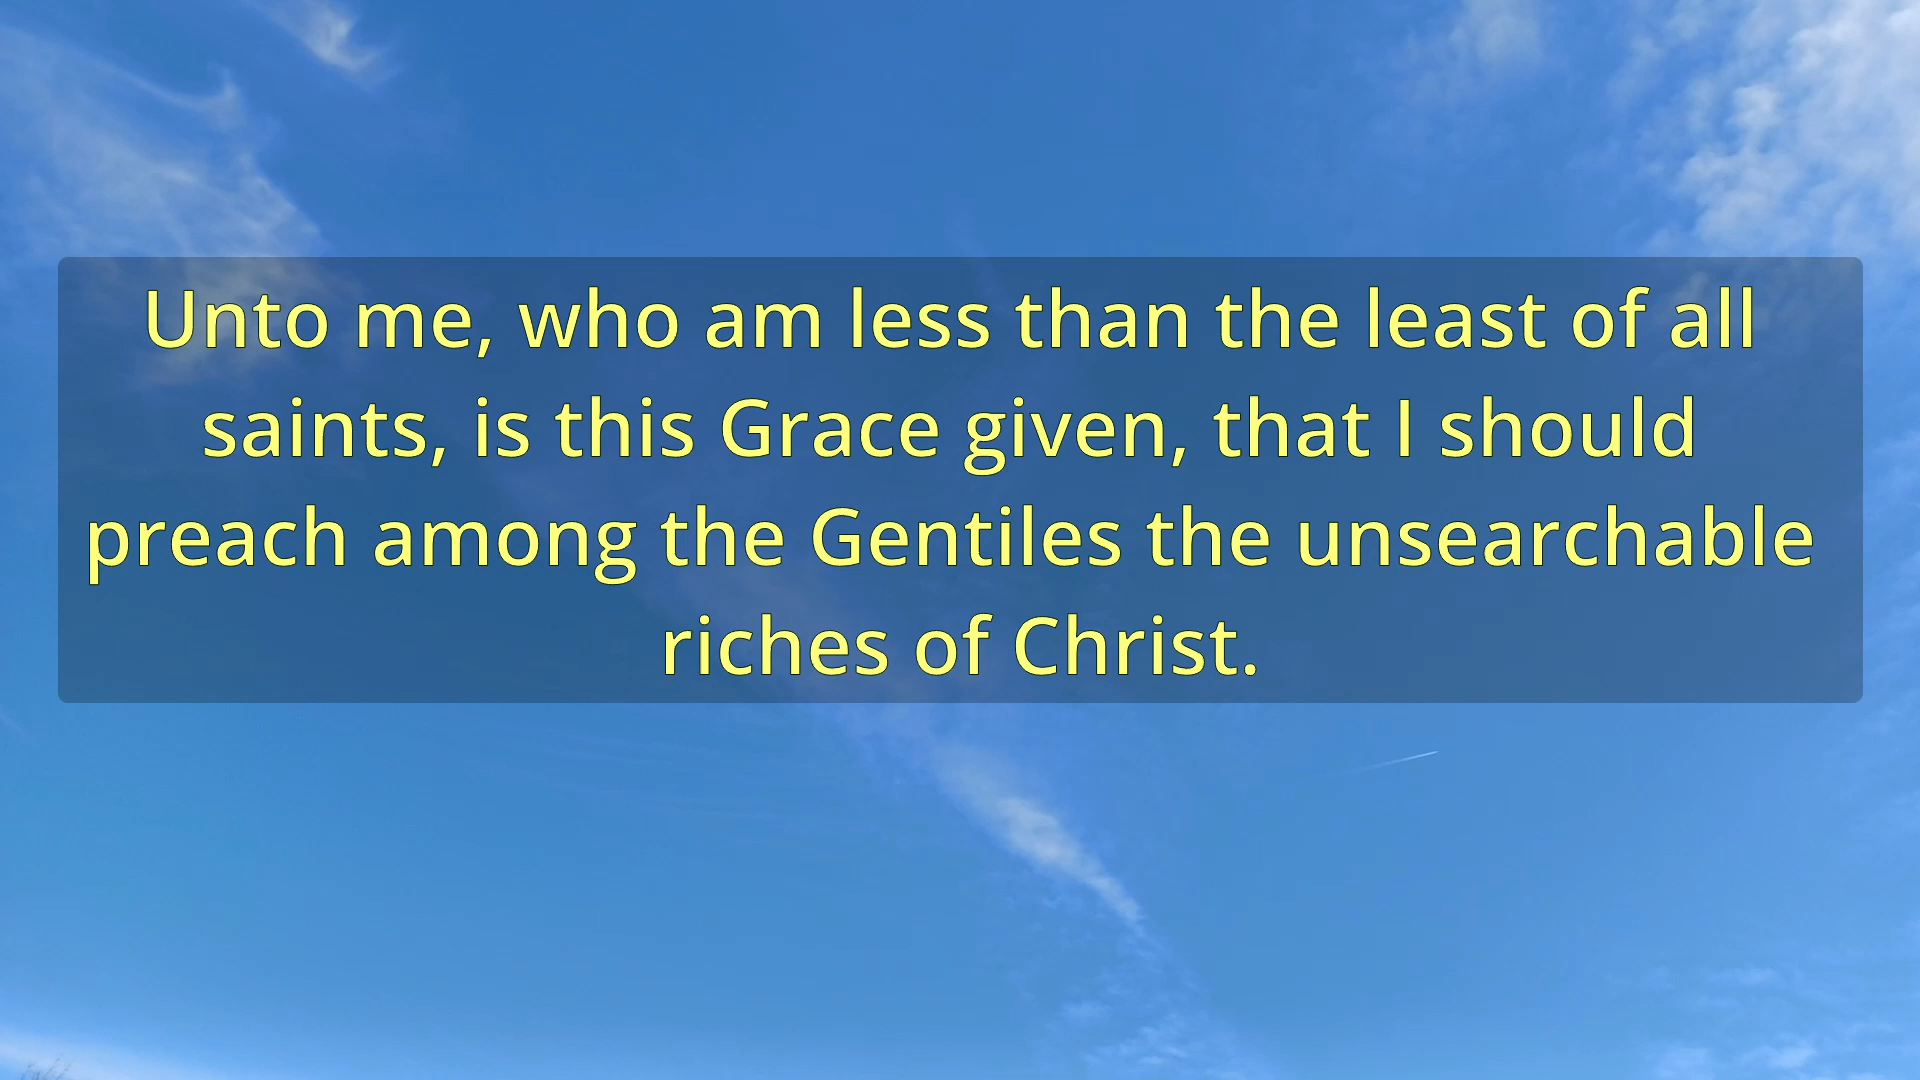 Unto me, who am less than the least of all
saints, is this Grace given, that I should
preach among the Gentiles the unsearchable
riches of Christ.